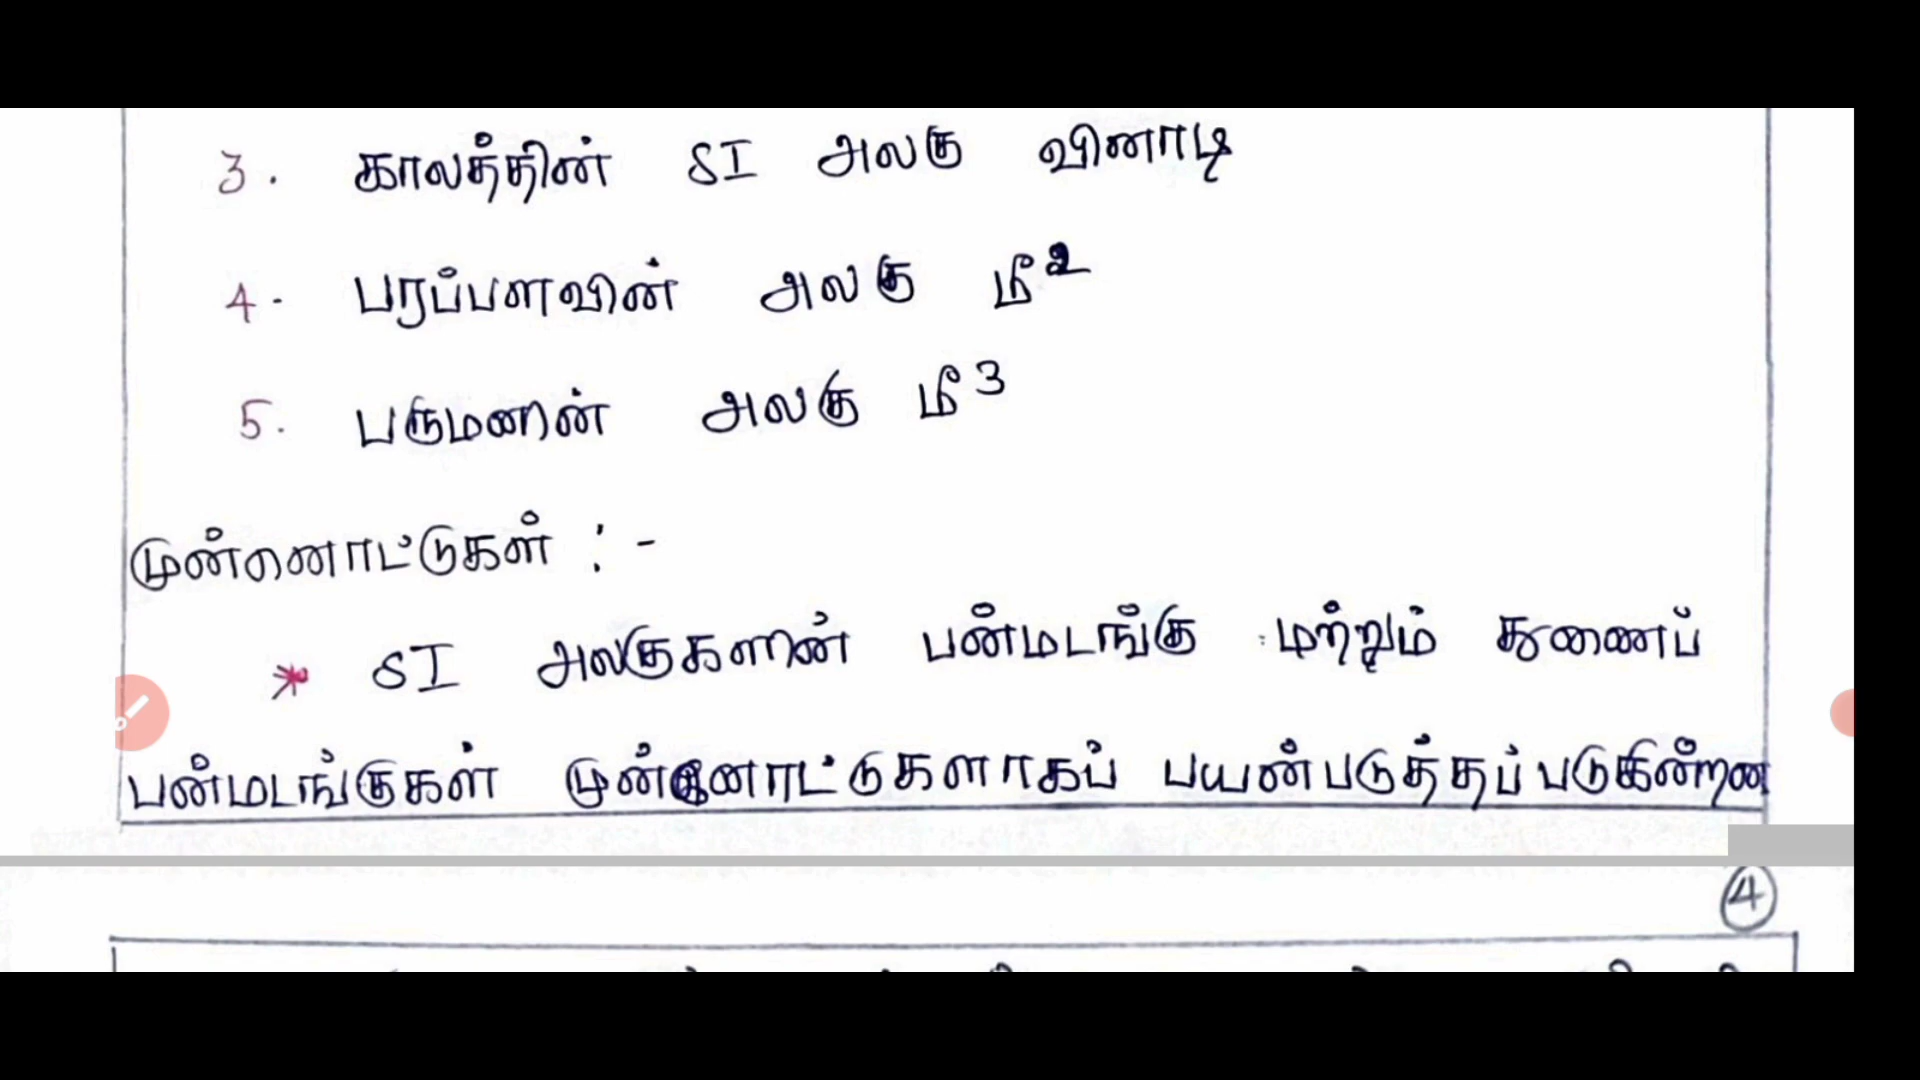 3. காலத்தின் SI அலகு வினாடி
4. பரப்பளவின் அலகு மீ²
5. பருமனின் அலகு மீ³
முன்னொட்டுகள் :-
* SI அலகுகளின் பன்மடங்கு மற்றும் துணைப்
பன்மடங்குகள் முன்னொட்டுகளாகப் பயன்படுத்தப்படுகின்றன
4